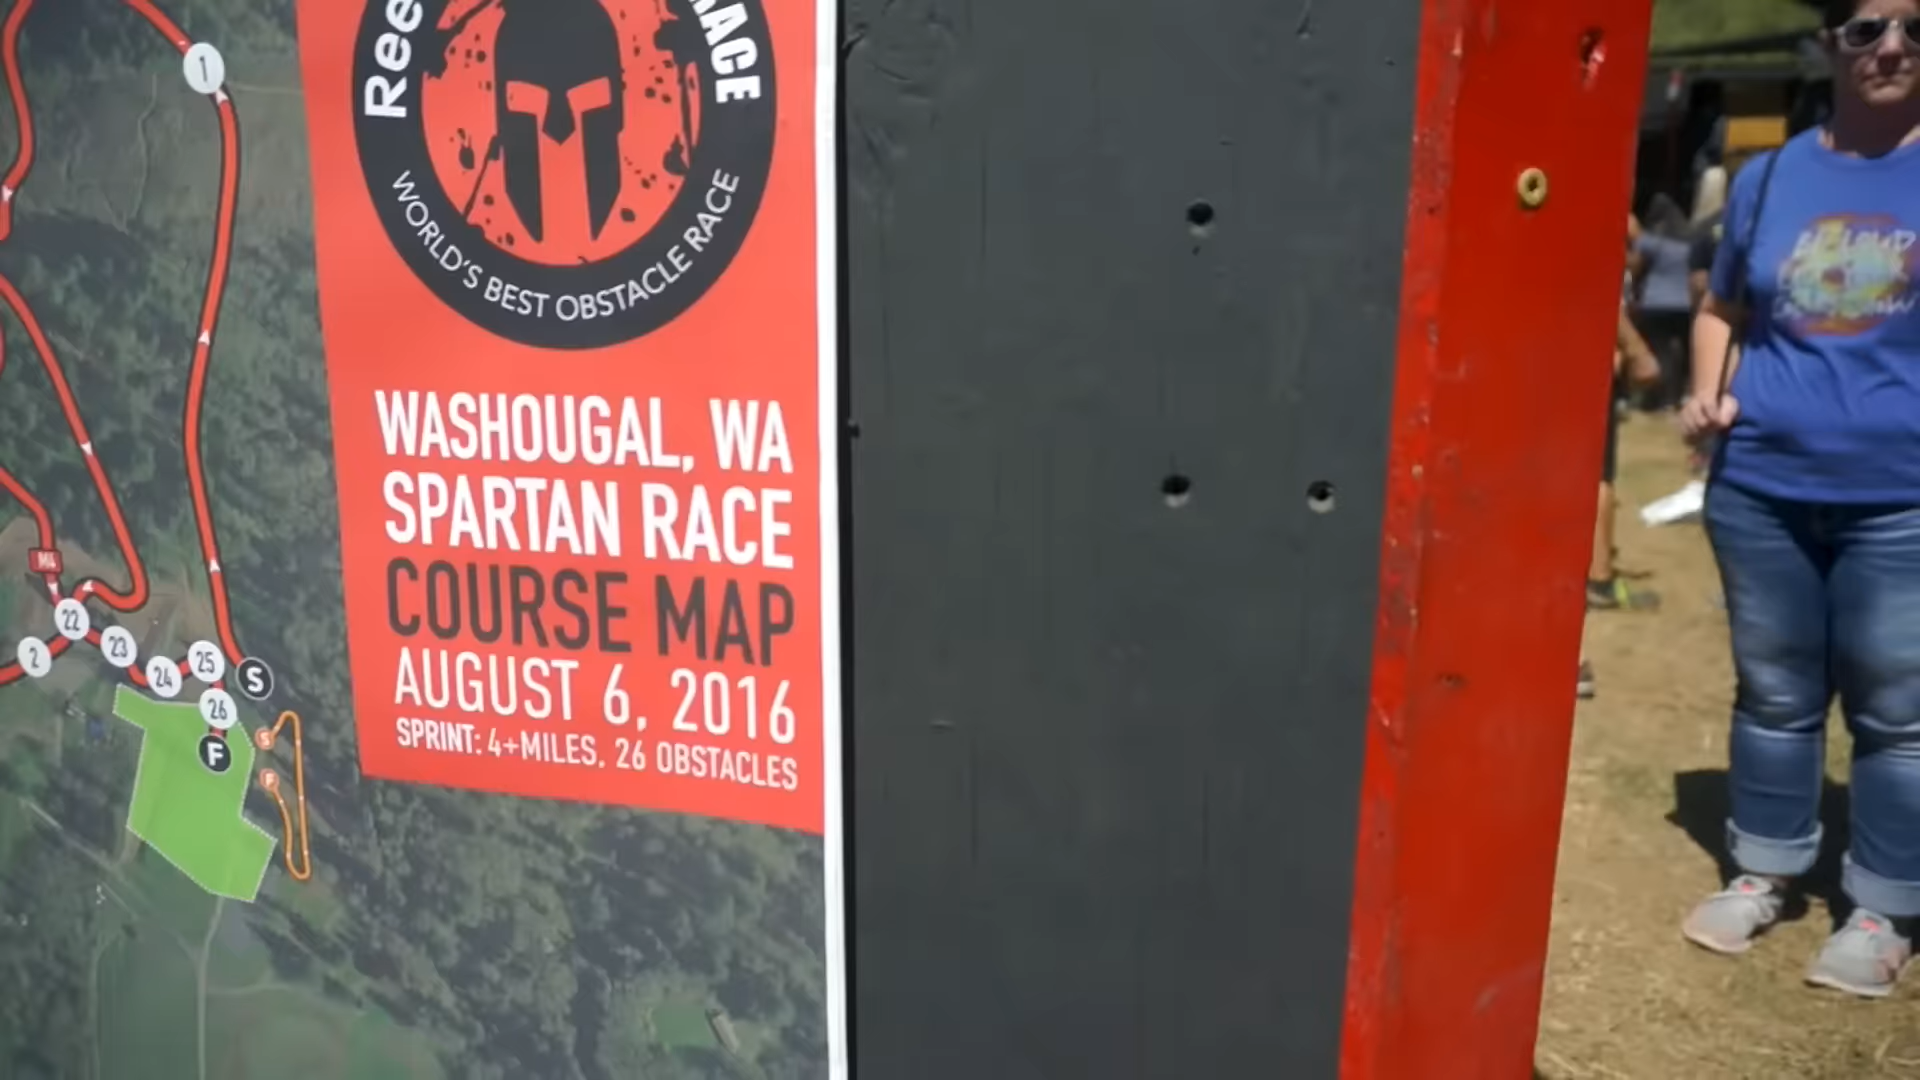 Ree
RACE
WORLD'S BEST OBSTACLE RACE
WASHOUGAL, WA
SPARTAN RACE
COURSE MAP
AUGUST 6, 2016
SPRINT: 4+MILES, 26 OBSTACLES
1
M4
22
2
23
24
25
S
26
F
S
F